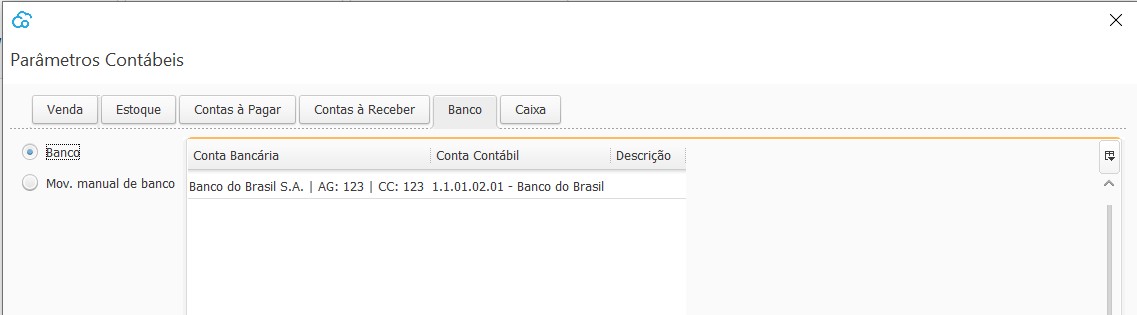 Parâmetros Contábeis
Venda Estoque Contas à Pagar Contas à Receber Banco Caixa
Banco
Mov. manual de banco
Conta Bancária Conta Contábil Descrição
Banco do Brasil S.A. | AG: 123 | CC: 123 1.1.01.02.01 - Banco do Brasil